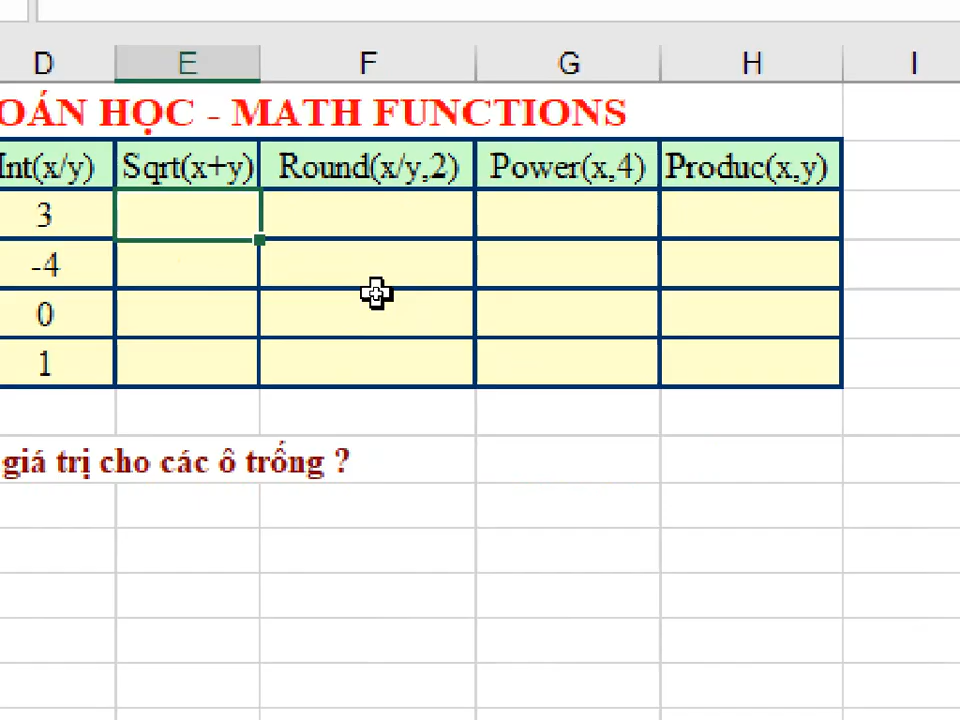 D E F G H I
OÁN HỌC - MATH FUNCTIONS
Int(x/y) Sqrt(x+y) Round(x/y,2) Power(x,4) Produc(x,y)
3
-4
0
1
giá trị cho các ô trống ?